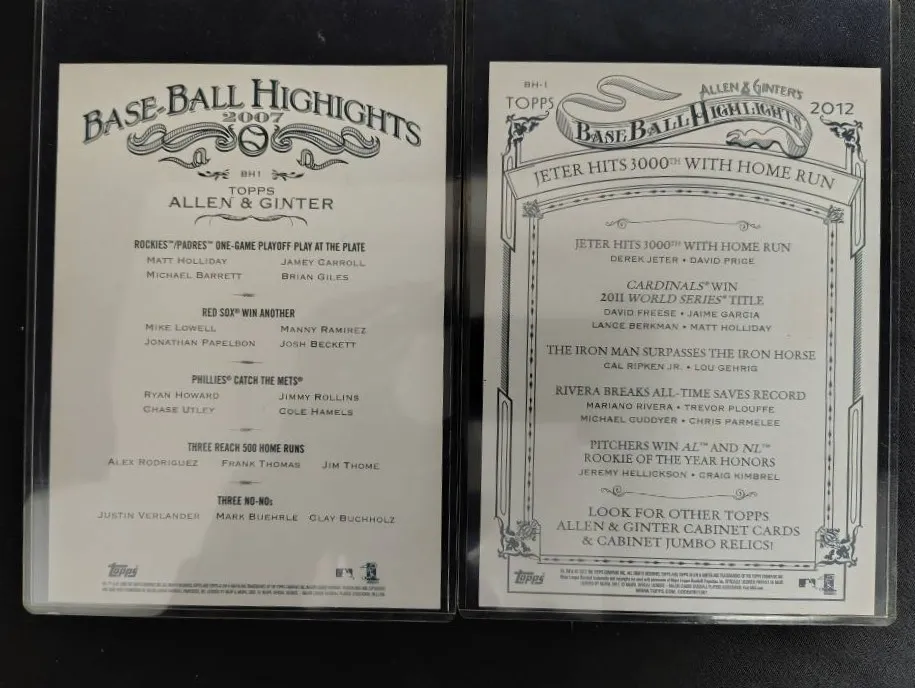 BASE-BALL HIGHIGHTS
2007
BH1
TOPPS
ALLEN & GINTER
ROCKIES™/PADRES™ ONE-GAME PLAYOFF PLAY AT THE PLATE
MATT HOLLIDAY JAMEY CARROLL
MICHAEL BARRETT BRIAN GILES
RED SOX® WIN ANOTHER
MIKE LOWELL MANNY RAMIREZ
JONATHAN PAPELBON JOSH BECKETT
PHILLIES® CATCH THE METS®
RYAN HOWARD JIMMY ROLLINS
CHASE UTLEY COLE HAMELS
THREE REACH 500 HOME RUNS
ALEX RODRIGUEZ FRANK THOMAS JIM THOME
THREE NO-NOs
JUSTIN VERLANDER MARK BUEHRLE CLAY BUCHHOLZ
Topps
BH-1
TOPPS
ALLEN & GINTER'S
2012
BASE BALL HIGHLIGHTS
JETER HITS 3000TH WITH HOME RUN
JETER HITS 3000TH WITH HOME RUN
DEREK JETER • DAVID PRICE
CARDINALS® WIN
2011 WORLD SERIES® TITLE
DAVID FREESE • JAIME GARCIA
LANCE BERKMAN • MATT HOLLIDAY
THE IRON MAN SURPASSES THE IRON HORSE
CAL RIPKEN JR. • LOU GEHRIG
RIVERA BREAKS ALL-TIME SAVES RECORD
MARIANO RIVERA • TREVOR PLOUFFE
MICHAEL CUDDYER • CHRIS PARMELEE
PITCHERS WIN AL™ AND NL™
ROOKIE OF THE YEAR HONORS
JEREMY HELLICKSON • CRAIG KIMBREL
LOOK FOR OTHER TOPPS
ALLEN & GINTER CABINET CARDS
& CABINET JUMBO RELICS!
Topps